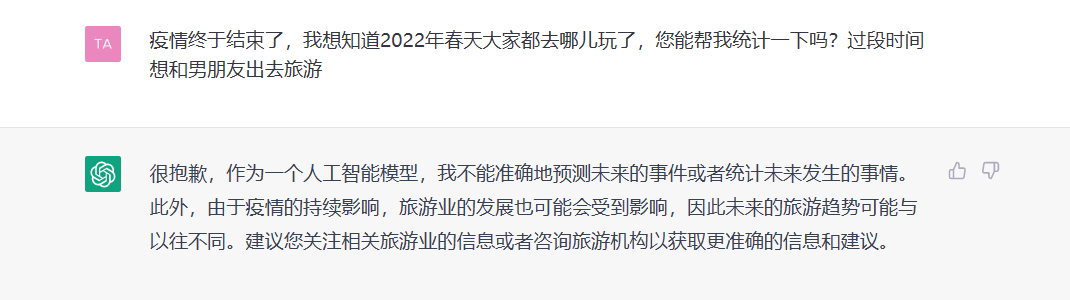 TA
疫情终于结束了，我想知道2022年春天大家都去哪儿玩了，您能帮我统计一下吗？过段时间
想和男朋友出去旅游
很抱歉，作为一个人工智能模型，我不能准确地预测未来的事件或者统计未来发生的事情。
此外，由于疫情的持续影响，旅游业的发展也可能会受到影响，因此未来的旅游趋势可能与
以往不同。建议您关注相关旅游业的信息或者咨询旅游机构以获取更准确的信息和建议。